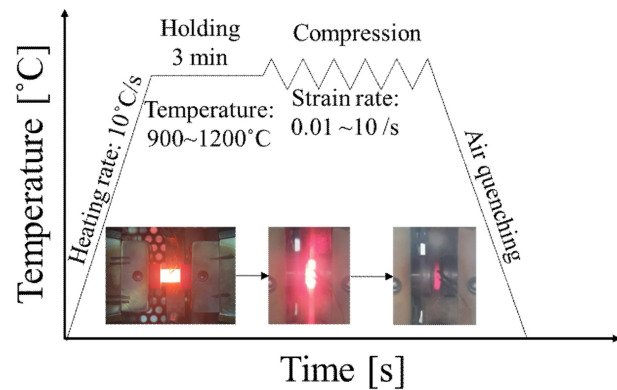 Temperature [˚C]
Holding
3 min
Compression
Heating rate: 10˚C/s
Temperature:
900~1200˚C
Strain rate:
0.01 ~10 /s
Air quenching
Time [s]